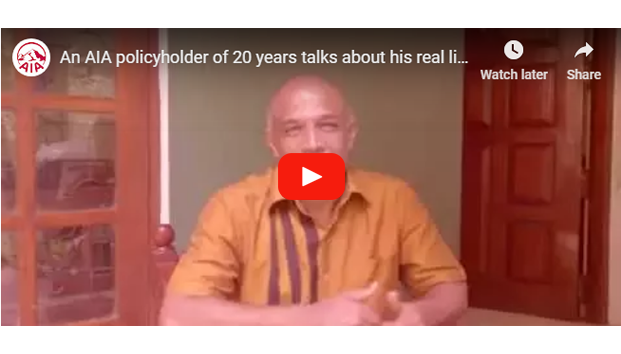 AIA
An AIA policyholder of 20 years talks about his real li...
Watch later
Share